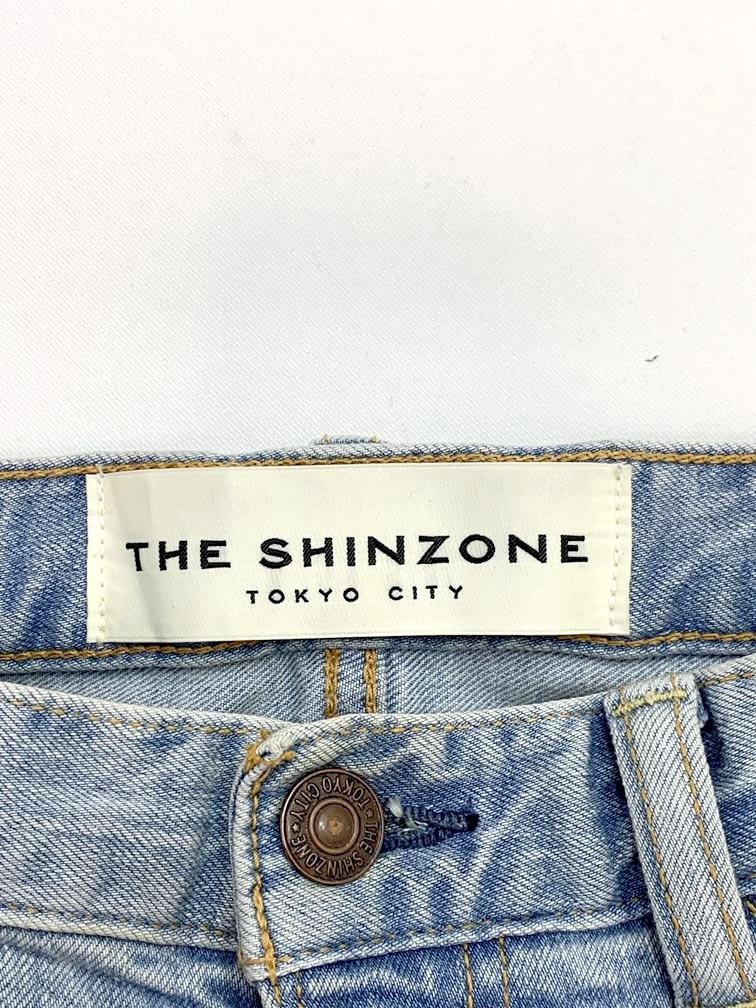 THE SHINZONE
TOKYO CITY
TOKYO CITY ★ THE SHINZONE ★